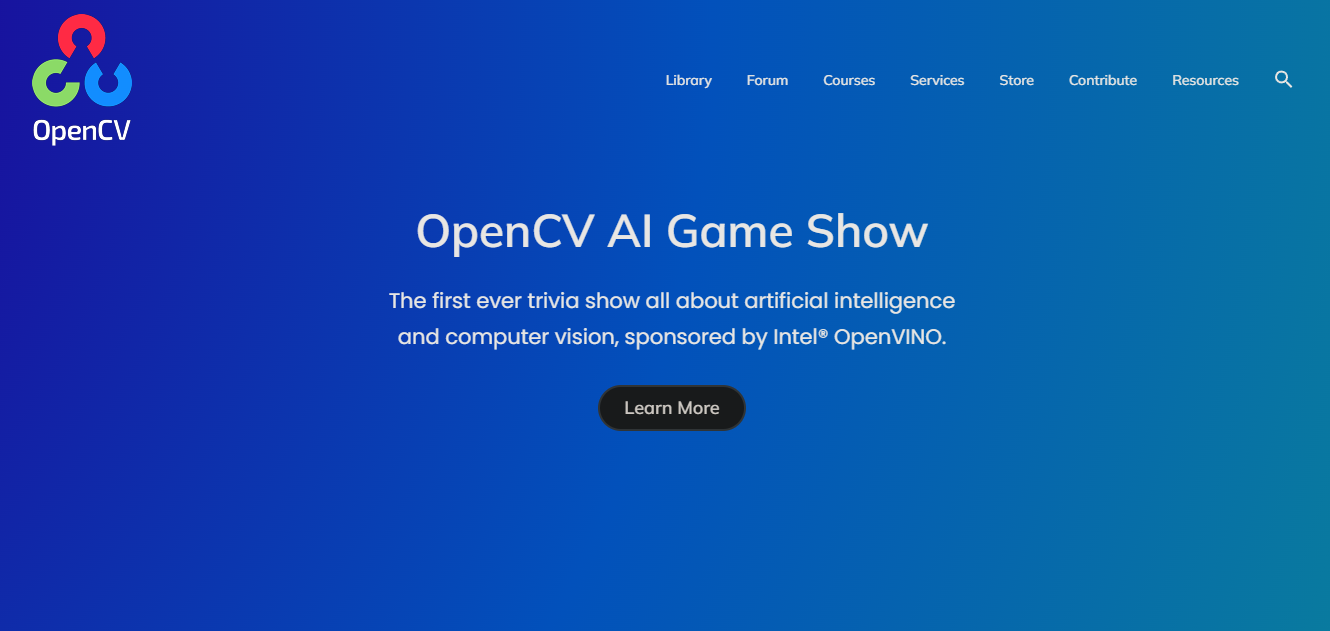 OpenCV
Library Forum Courses Services Store Contribute Resources
OpenCV AI Game Show
The first ever trivia show all about artificial intelligence
and computer vision, sponsored by Intel® OpenVINO.
Learn More